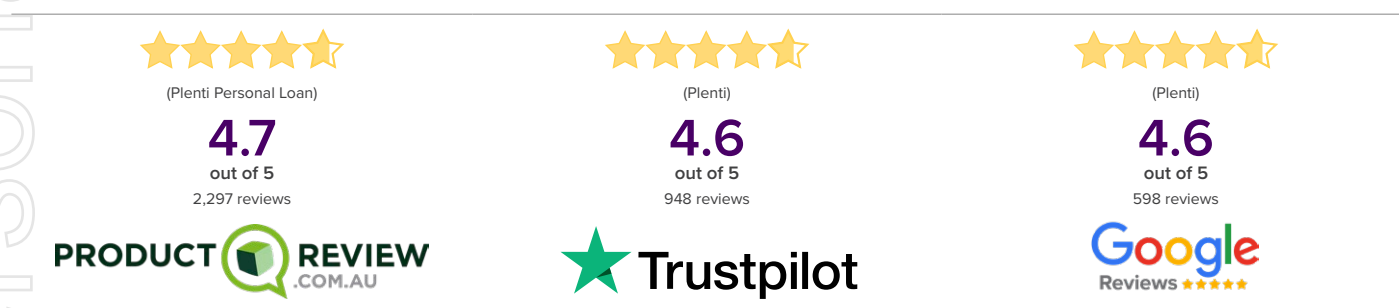 (Plenti Personal Loan)
4.7
out of 5
2,297 reviews
PRODUCT REVIEW
.COM.AU
(Plenti)
4.6
out of 5
948 reviews
Trustpilot
(Plenti)
4.6
out of 5
598 reviews
Google
Reviews